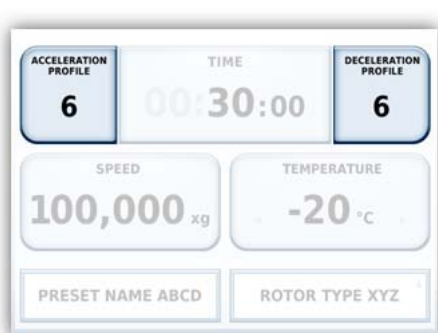 ACCELERATION
PROFILE
6
TIME
00:30:00
DECELERATION
PROFILE
6
SPEED
100,000 xg
TEMPERATURE
-20 °C
PRESET NAME ABCD
ROTOR TYPE XYZ